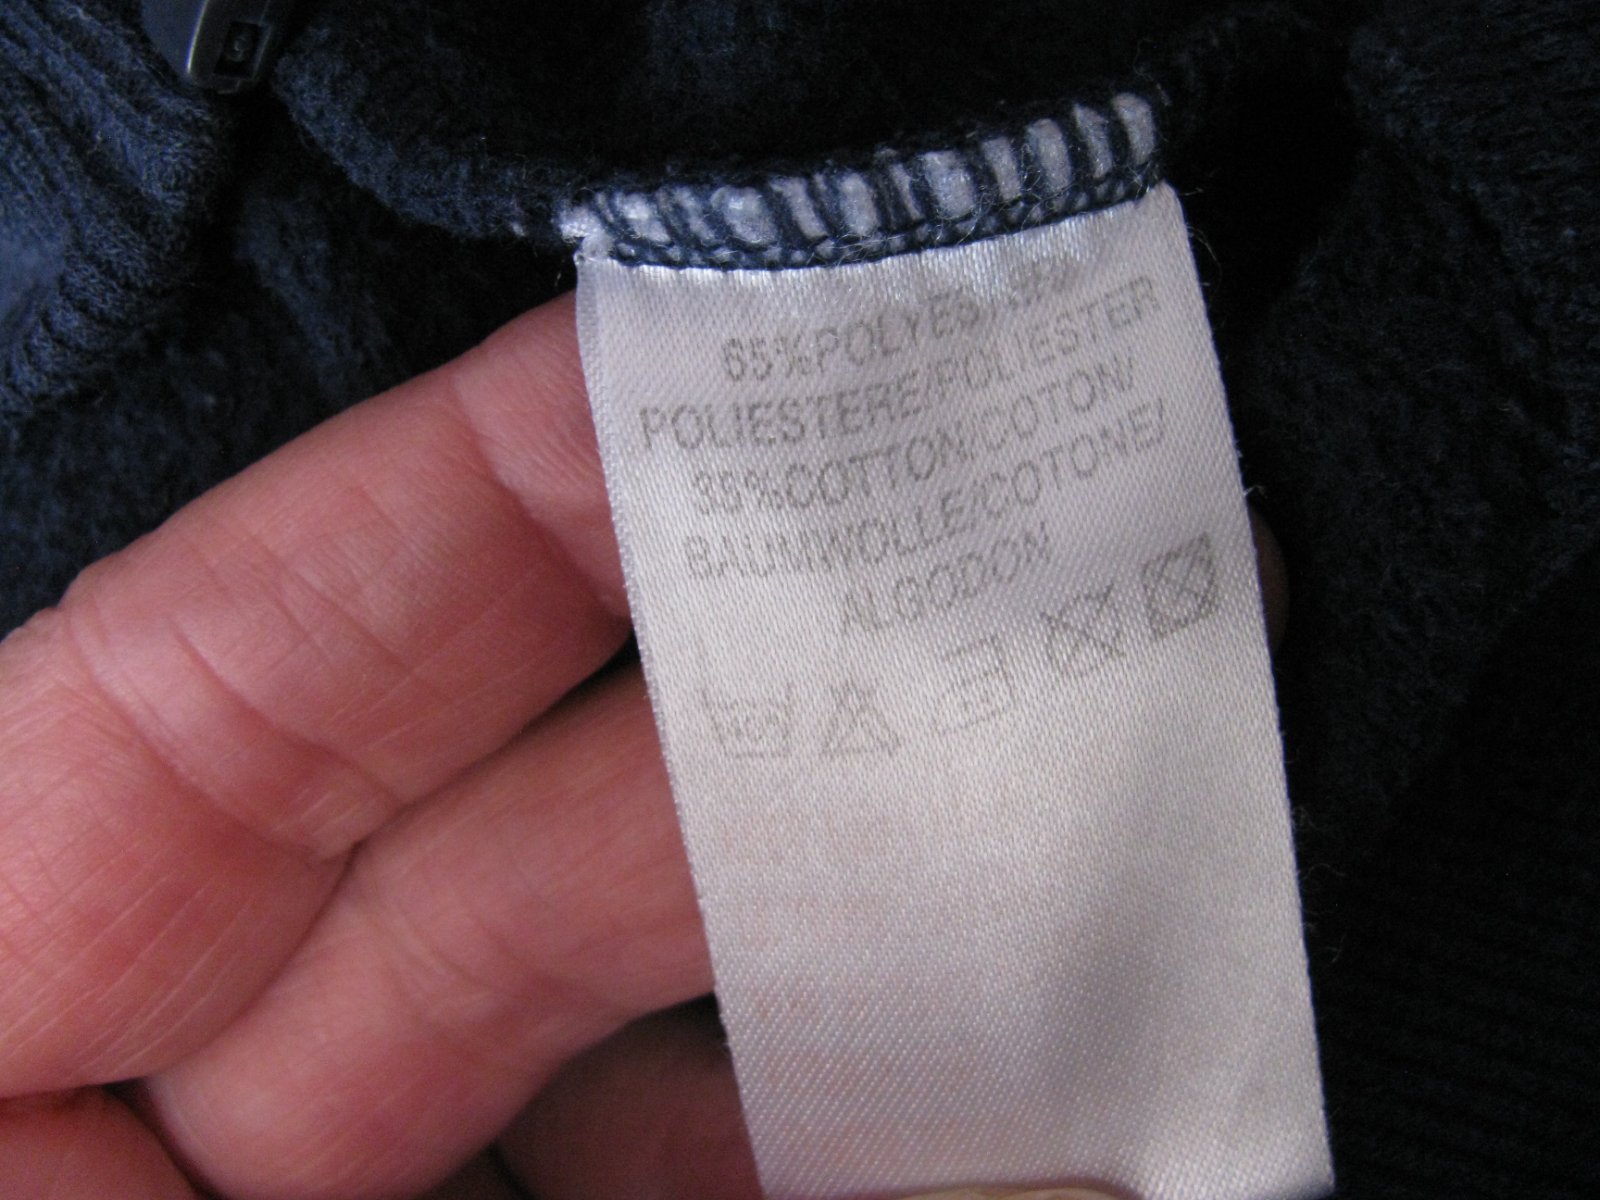 65%POLYESTER/
POLIESTERE/POLIESTER
35%COTTON/COTON/
BAUMWOLLE/COTONE/
ALGODON